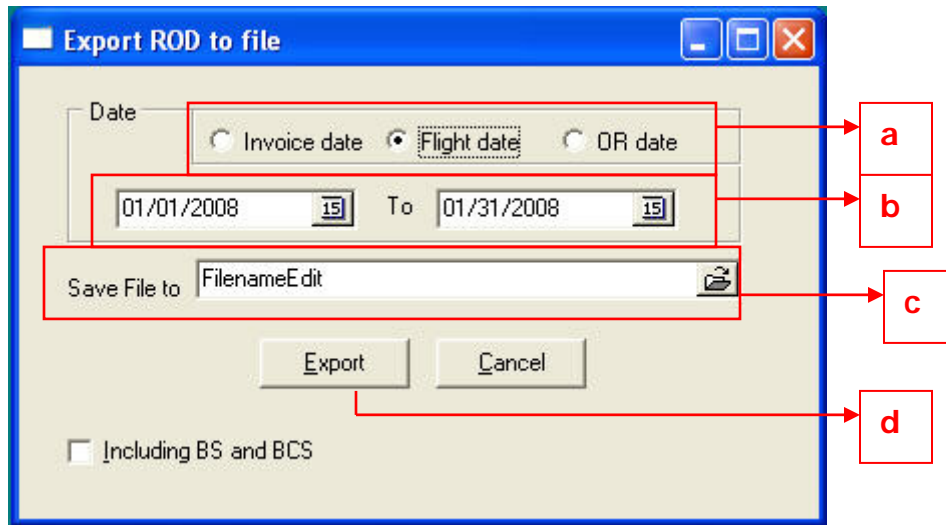 Export ROD to file
Date
Invoice date Flight date OR date
a
01/01/2008 15 To 01/31/2008 15
b
Save File to FilenameEdit
c
Export Cancel
d
Including BS and BCS